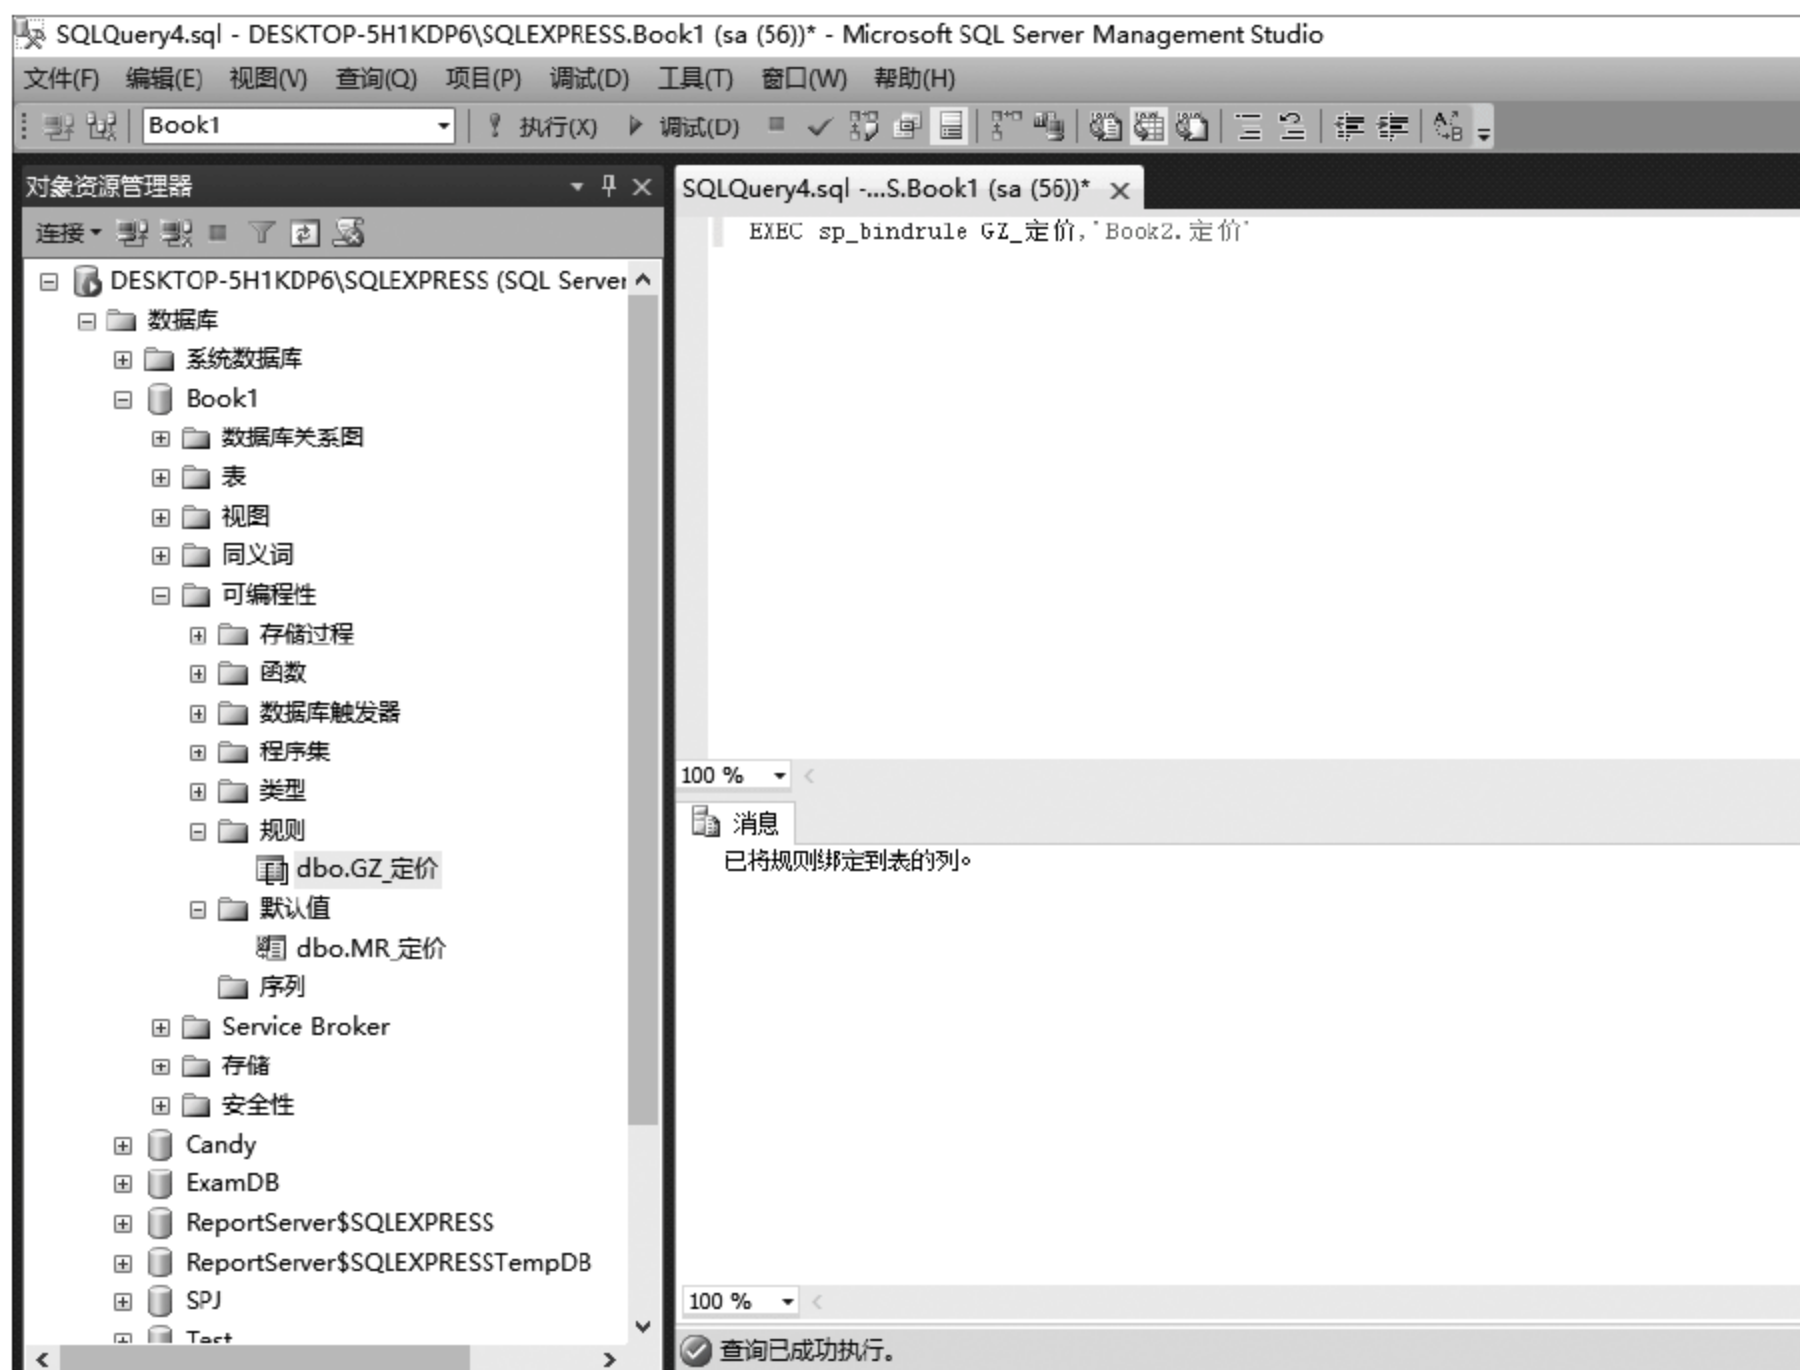 SQLQuery4.sql - DESKTOP-5H1KDP6\SQLEXPRESS.Book1 (sa (56))* - Microsoft SQL Server Management Studio
文件(F) 编辑(E) 视图(V) 查询(Q) 项目(P) 调试(D) 工具(T) 窗口(W) 帮助(H)
Book1 执行(X) 调试(D)
对象资源管理器
连接
DESKTOP-5H1KDP6\SQLEXPRESS (SQL Server
数据库
系统数据库
Book1
数据库关系图
表
视图
同义词
可编程性
存储过程
函数
数据库触发器
程序集
类型
规则
dbo.GZ_定价
默认值
dbo.MR_定价
序列
Service Broker
存储
安全性
Candy
ExamDB
ReportServer$SQLEXPRESS
ReportServer$SQLEXPRESSTempDB
SPJ
Test
SQLQuery4.sql -...S.Book1 (sa (56))*
EXEC sp_bindrule GZ_定价,'Book2.定价'
100 %
消息
已将规则绑定到表的列。
100 %
查询已成功执行。